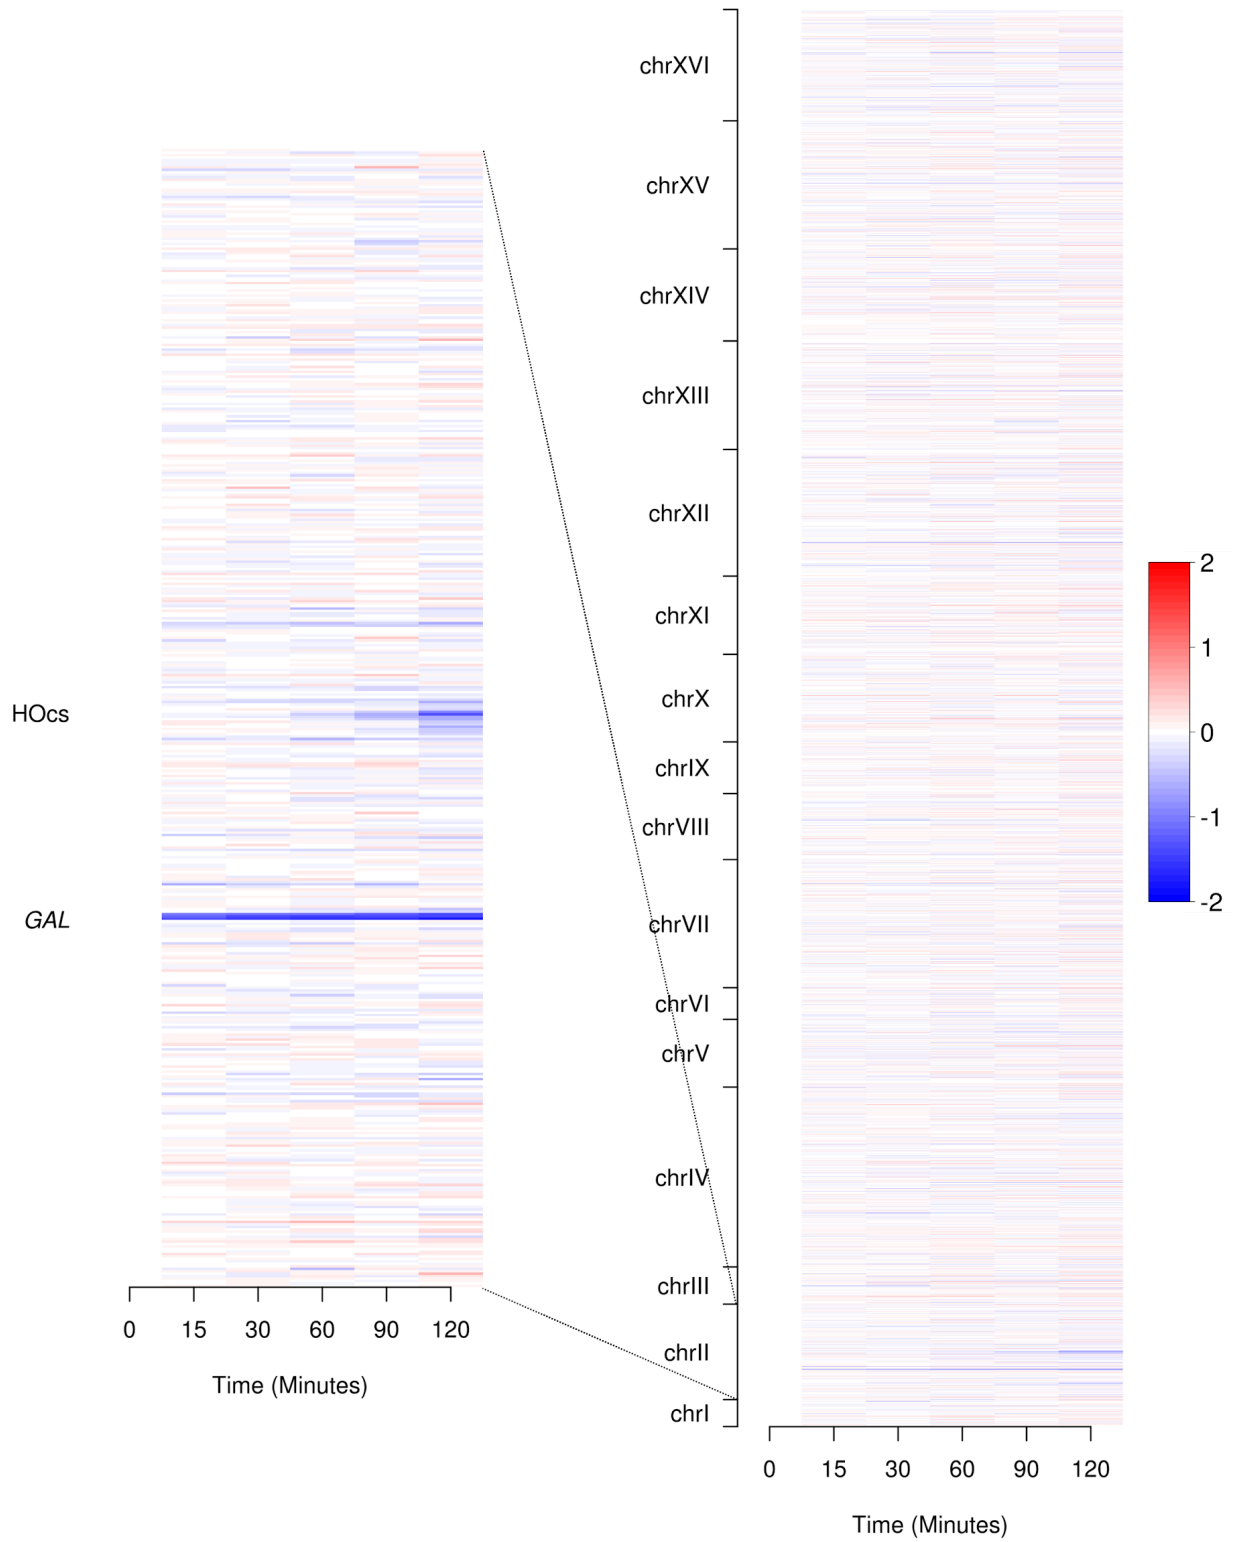 HOcs
GAL
0 15 30 60 90 120
Time (Minutes)
chrXVI
chrXV
chrXIV
chrXIII
chrXII
chrXI
chrX
chrIX
chrVIII
chrVII
chrVI
chrV
chrIV
chrIII
chrII
chrI
0 15 30 60 90 120
Time (Minutes)
2
1
0
-1
-2